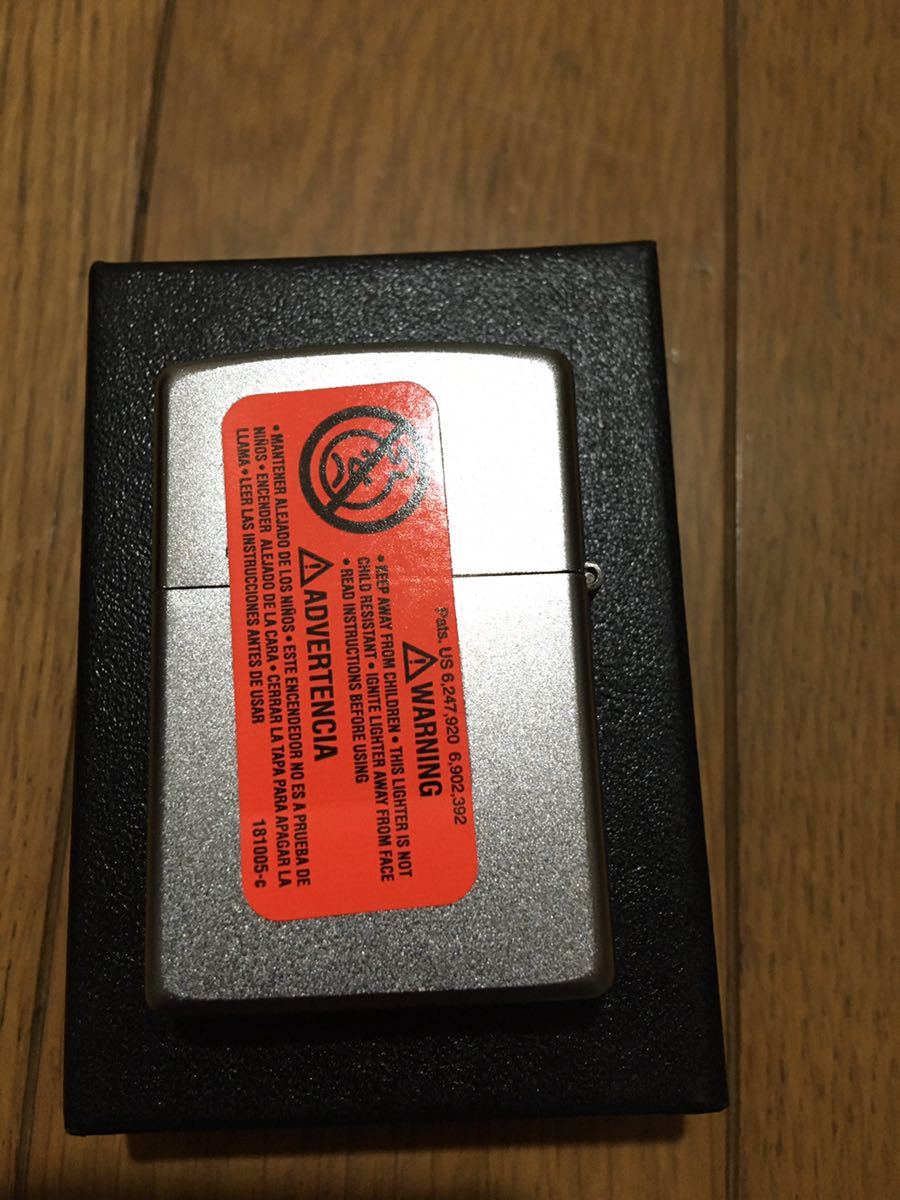 Pats. US 6,247,920 6,902,392
⚠WARNING
• KEEP AWAY FROM CHILDREN • THIS LIGHTER IS NOT
CHILD RESISTANT • IGNITE LIGHTER AWAY FROM FACE
• READ INSTRUCTIONS BEFORE USING
⚠ADVERTENCIA
• MANTENER ALEJADO DE LOS NIÑOS • ESTE ENCENDEDOR NO ES A PRUEBA DE
NIÑOS • ENCENDER ALEJADO DE LA CARA • CERRAR LA TAPA PARA APAGAR LA
LLAMA • LEER LAS INSTRUCCIONES ANTES DE USAR
181005-c